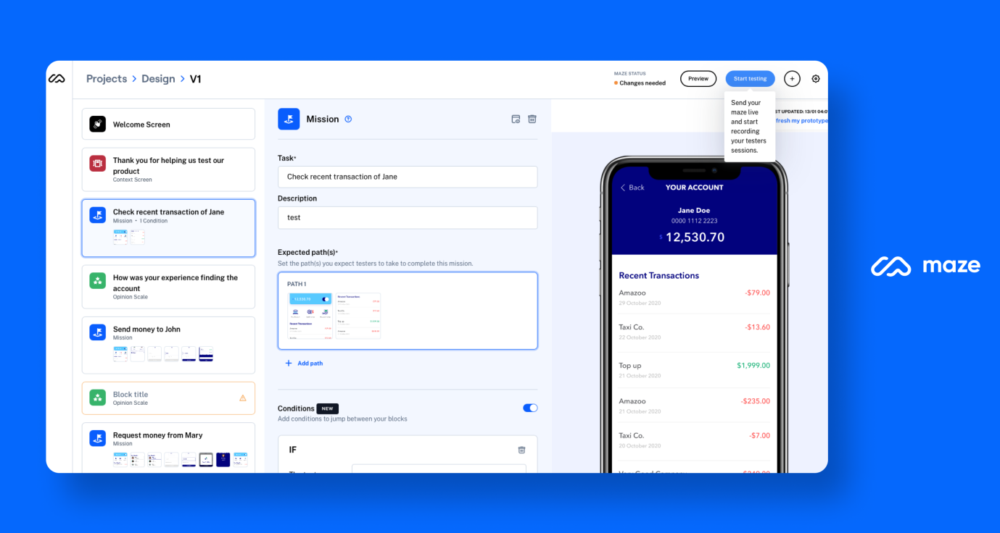 Projects > Design > V1
MAZE STATUS
Changes needed
Preview
Start testing
+
Send your
maze live
and start
recording
your testers
sessions.
ST UPDATED: 13/01 04:0
fresh my prototype
Welcome Screen
Thank you for helping us test our
product
Context Screen
Check recent transaction of Jane
Mission • 1 Condition
How was your experience finding the
account
Opinion Scale
Send money to John
Mission
Block title
Opinion Scale
Request money from Mary
Mission
Mission
Task*
Check recent transaction of Jane
Description
test
Expected path(s)*
Set the path(s) you expect testers to take to complete this mission.
PATH 1
12,530.70
Recent Transactions
Recent Transactions
+ Add path
Conditions NEW
Add conditions to jump between your blocks
IF
< Back YOUR ACCOUNT
Jane Doe
0000 1112 2223
$ 12,530.70
Recent Transactions
Amazoo -$79.00
29 October 2020
Taxi Co. -$13.60
22 October 2020
Top up $1,999.00
21 October 2020
Amazoo -$235.00
21 October 2020
Taxi Co. -$7.00
20 October 2020
maze